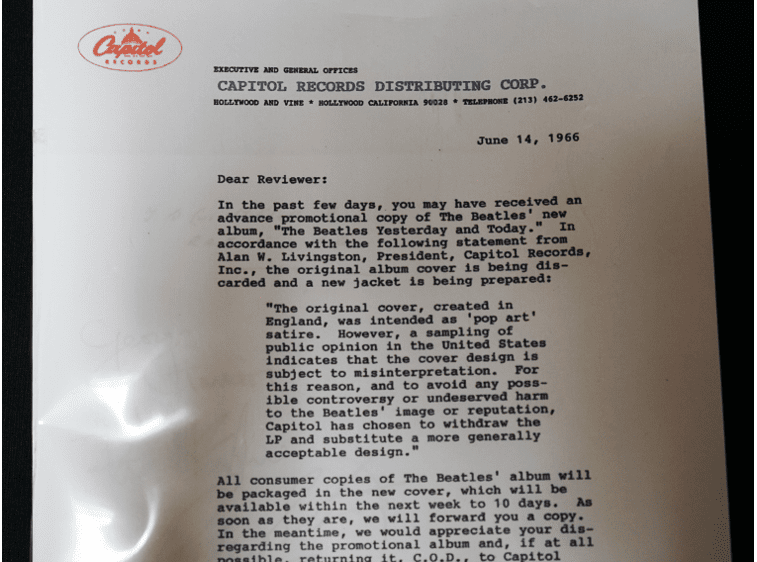 Capitol
RECORDS
EXECUTIVE AND GENERAL OFFICES
CAPITOL RECORDS DISTRIBUTING CORP.
HOLLYWOOD AND VINE * HOLLYWOOD CALIFORNIA 90028 * TELEPHONE (213) 462-6252
June 14, 1966
Dear Reviewer:
In the past few days, you may have received an
advance promotional copy of The Beatles' new
album, "The Beatles Yesterday and Today." In
accordance with the following statement from
Alan W. Livingston, President, Capitol Records,
Inc., the original album cover is being dis-
carded and a new jacket is being prepared:
"The original cover, created in
England, was intended as 'pop art'
satire. However, a sampling of
public opinion in the United States
indicates that the cover design is
subject to misinterpretation. For
this reason, and to avoid any poss-
ible controversy or undeserved harm
to the Beatles' image or reputation,
Capitol has chosen to withdraw the
LP and substitute a more generally
acceptable design."
All consumer copies of The Beatles' album will
be packaged in the new cover, which will be
available within the next week to 10 days. As
soon as they are, we will forward you a copy.
In the meantime, we would appreciate your dis-
regarding the promotional album and, if at all
possible, returning it, C.O.D., to Capitol